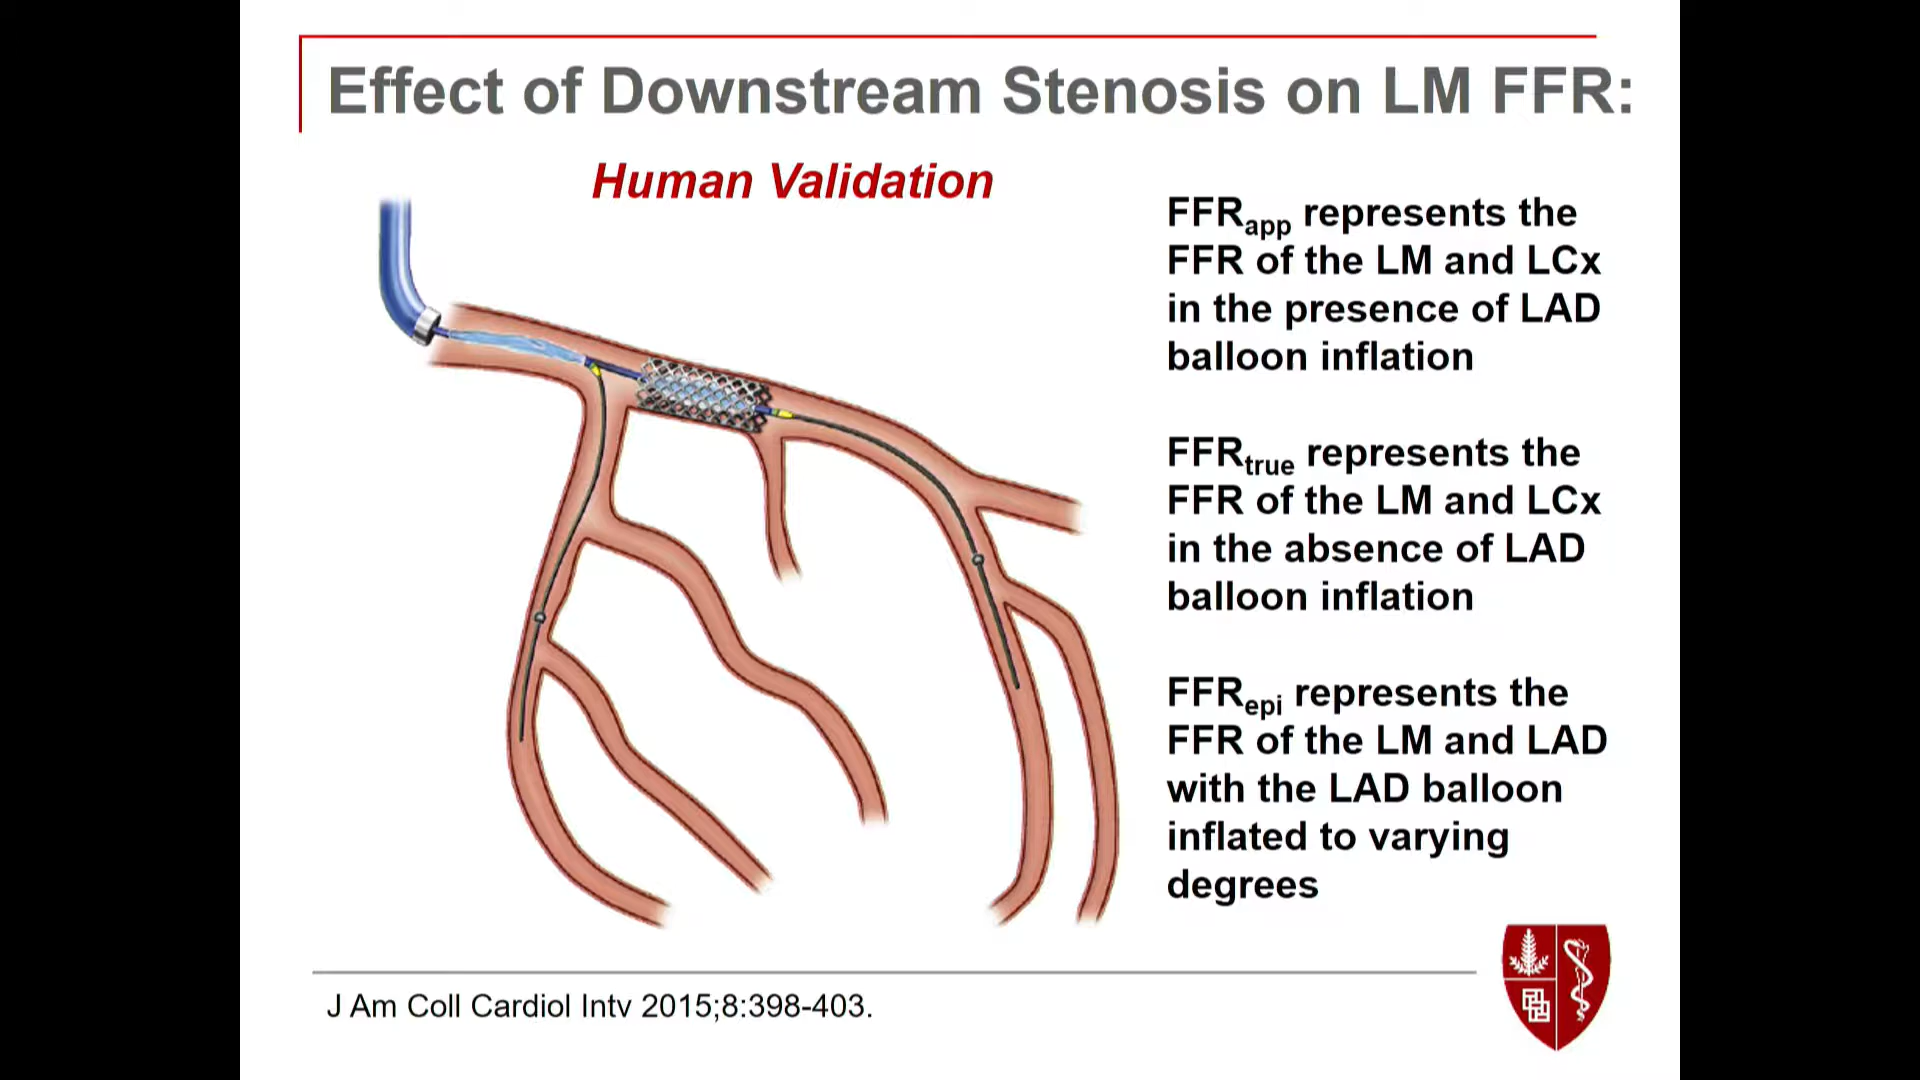 Effect of Downstream Stenosis on LM FFR:
Human Validation
FFRapp represents the
FFR of the LM and LCx
in the presence of LAD
balloon inflation
FFRtrue represents the
FFR of the LM and LCx
in the absence of LAD
balloon inflation
FFRepi represents the
FFR of the LM and LAD
with the LAD balloon
inflated to varying
degrees
J Am Coll Cardiol Intv 2015;8:398-403.